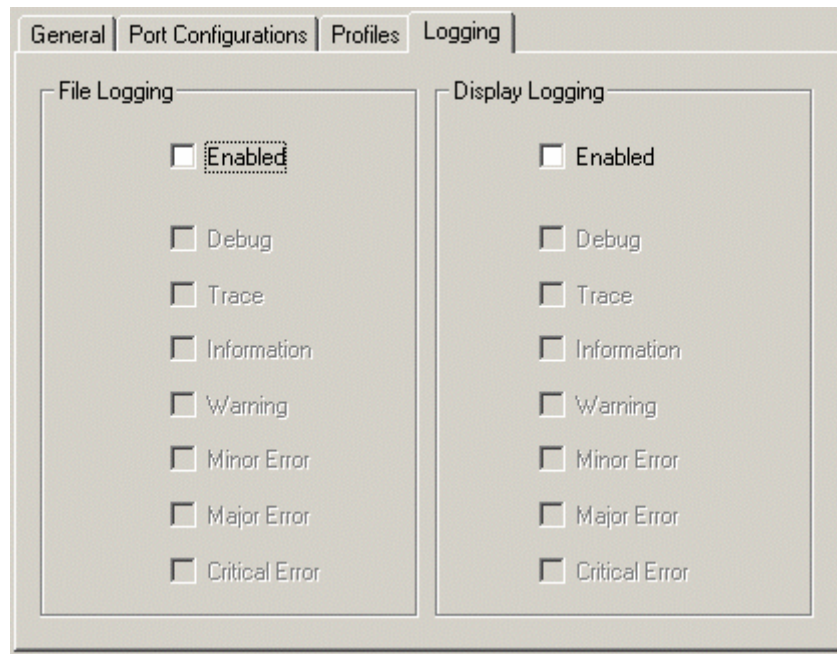 General Port Configurations Profiles Logging
File Logging
Enabled
Debug
Trace
Information
Warning
Minor Error
Major Error
Critical Error
Display Logging
Enabled
Debug
Trace
Information
Warning
Minor Error
Major Error
Critical Error